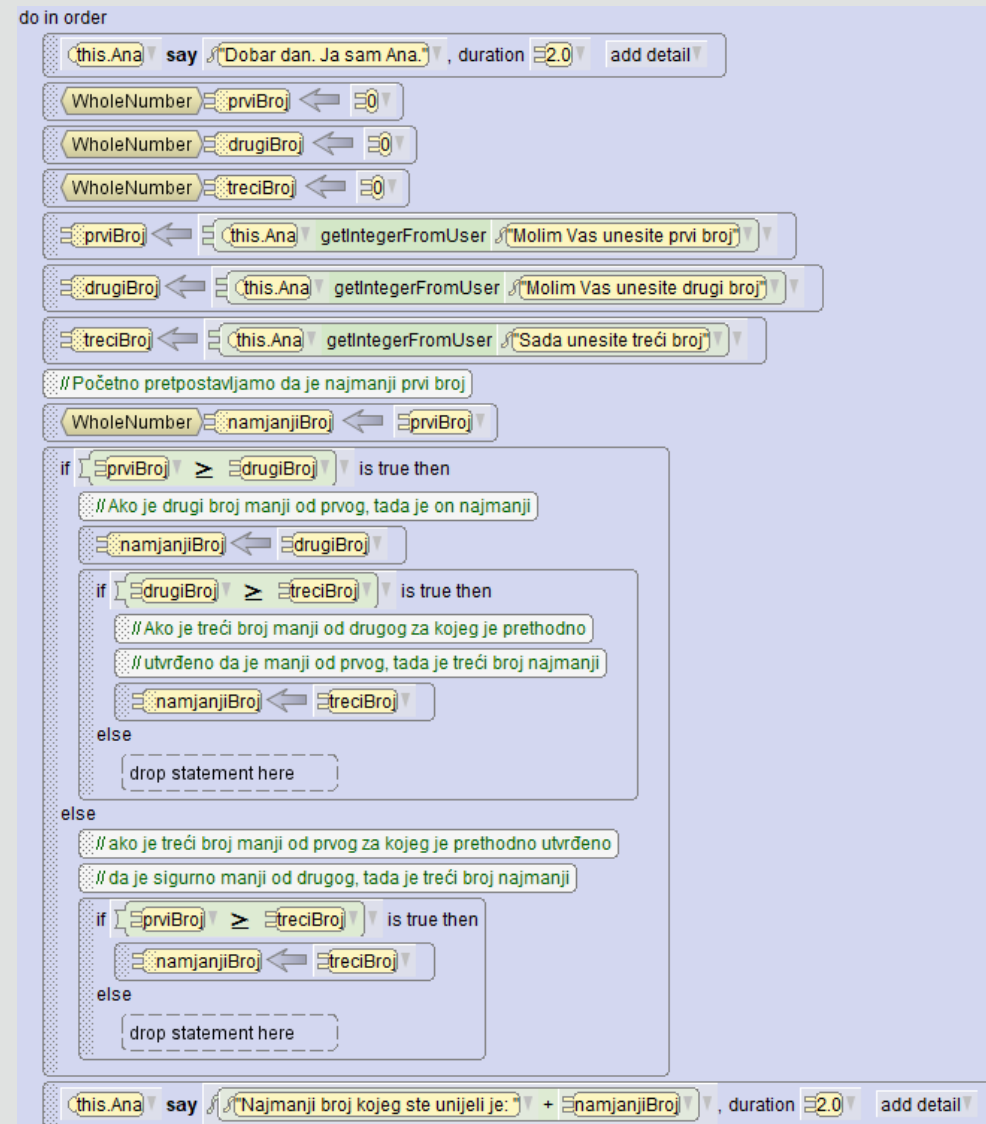 do in order
this.Ana say "Dobar dan. Ja sam Ana." , duration 2.0 add detail
WholeNumber prviBroj 0
WholeNumber drugiBroj 0
WholeNumber treciBroj 0
prviBroj this.Ana getIntegerFromUser "Molim Vas unesite prvi broj"
drugiBroj this.Ana getIntegerFromUser "Molim Vas unesite drugi broj"
treciBroj this.Ana getIntegerFromUser "Sada unesite treći broj"
//Početno pretpostavljamo da je najmanji prvi broj
WholeNumber namjanjiBroj prviBroj
if prviBroj ≥ drugiBroj is true then
//Ako je drugi broj manji od prvog, tada je on najmanji
namjanjiBroj drugiBroj
if drugiBroj ≥ treciBroj is true then
//Ako je treći broj manji od drugog za kojeg je prethodno
//utvrđeno da je manji od prvog, tada je treći broj najmanji
namjanjiBroj treciBroj
else
drop statement here
else
//ako je treći broj manji od prvog za kojeg je prethodno utvrđeno
//da je sigurno manji od drugog, tada je treći broj najmanji
if prviBroj ≥ treciBroj is true then
namjanjiBroj treciBroj
else
drop statement here
this.Ana say "Najmanji broj kojeg ste unijeli je: " + namjanjiBroj , duration 2.0 add detail